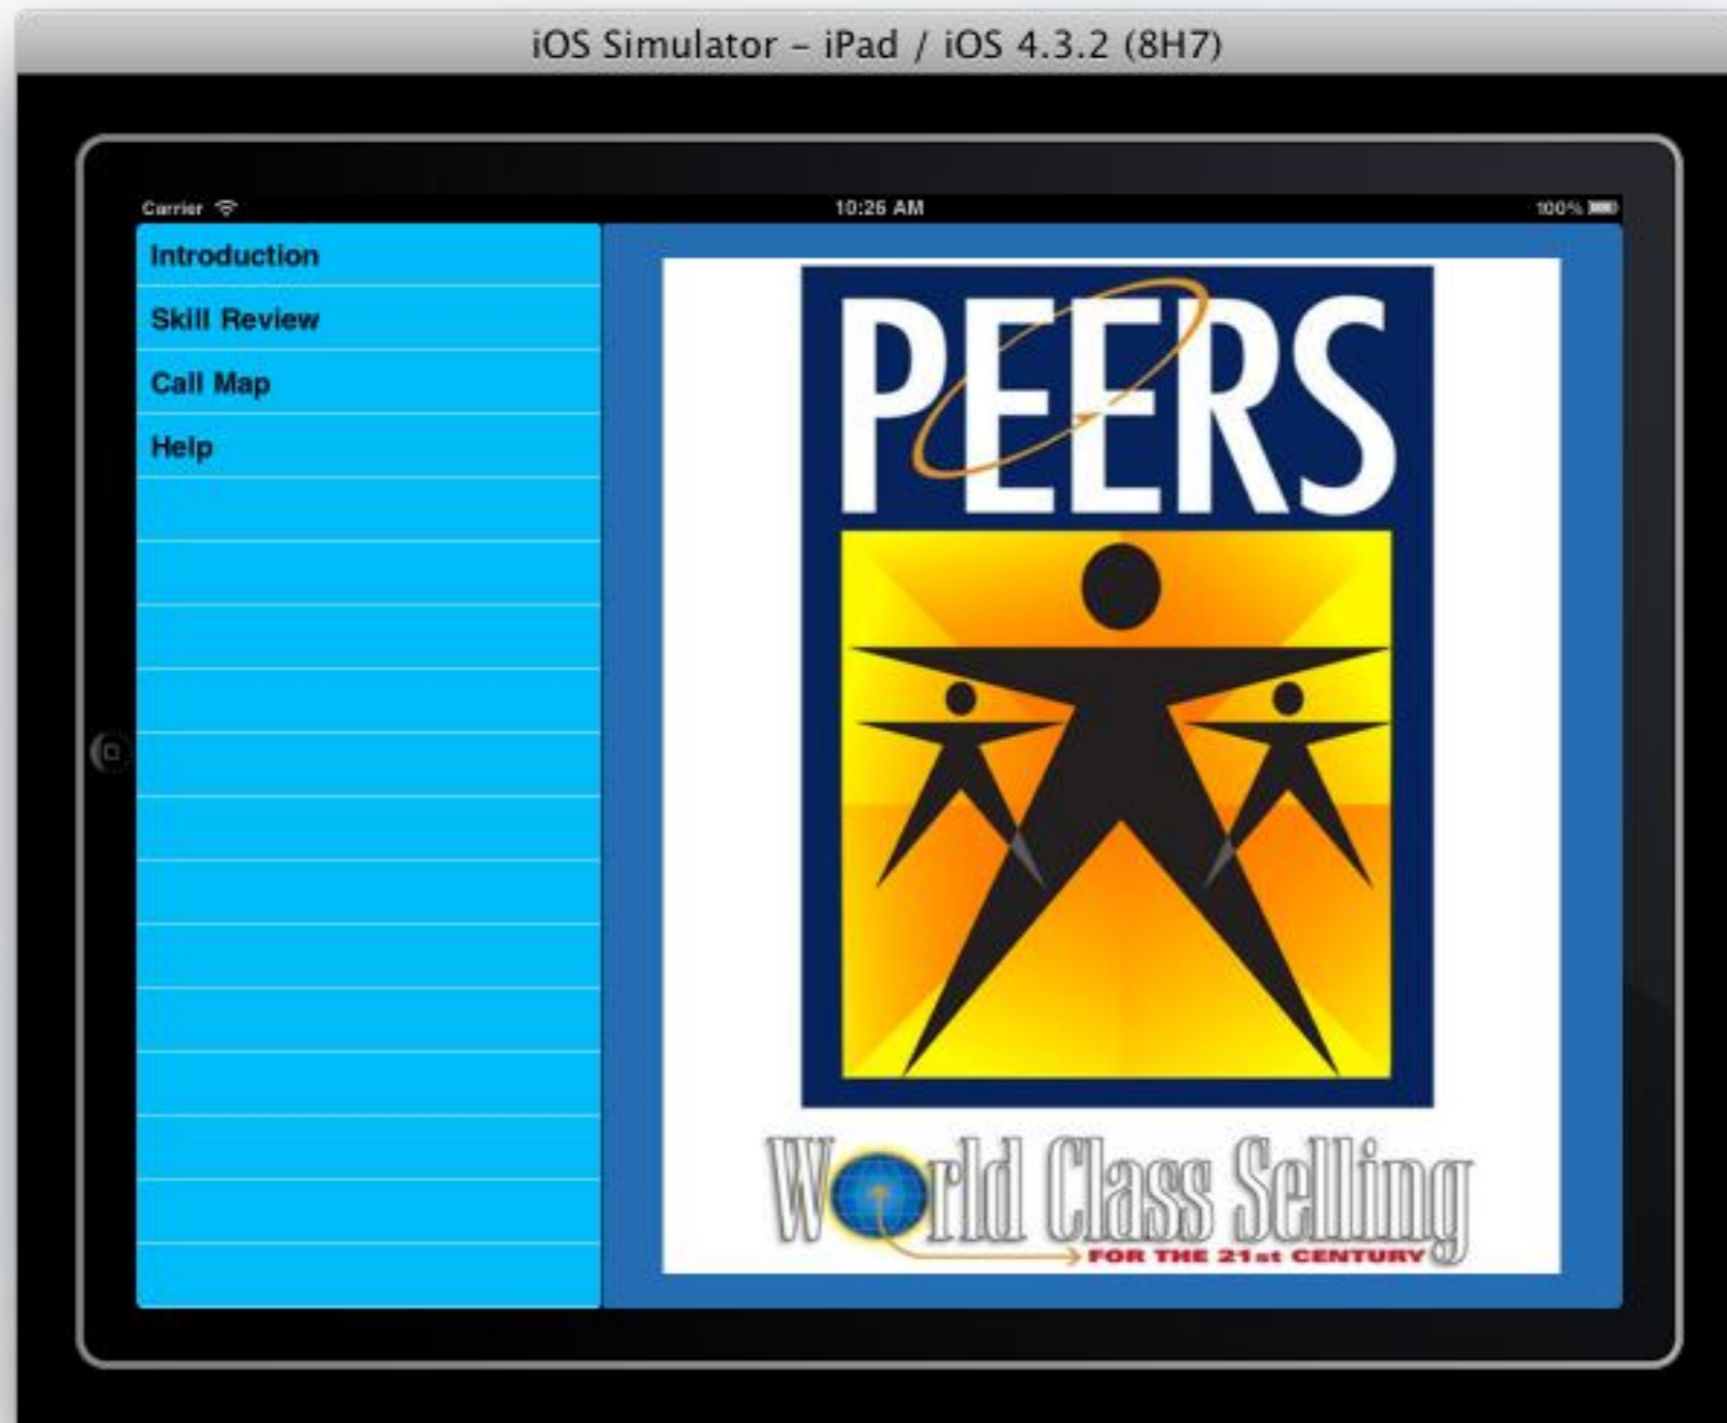 iOS Simulator – iPad / iOS 4.3.2 (8H7)
Carrier 10:26 AM 100%
Introduction
Skill Review
Call Map
Help
PEERS
World Class Selling
FOR THE 21st CENTURY